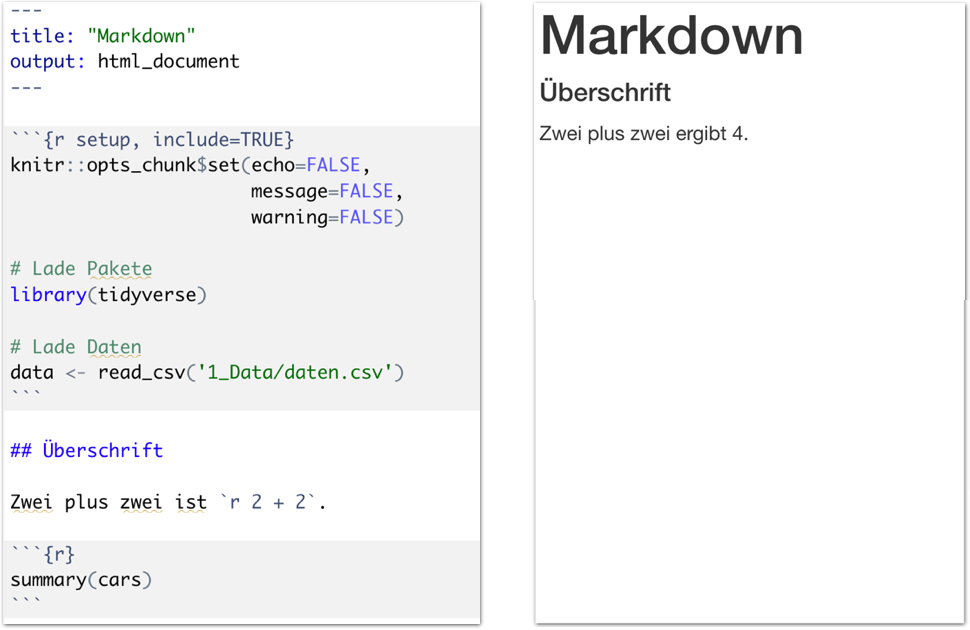 ---
title: "Markdown"
output: html_document
---
```{r setup, include=TRUE}
knitr::opts_chunk$set(echo=FALSE,
                      message=FALSE,
                      warning=FALSE)
# Lade Pakete
library(tidyverse)
# Lade Daten
data <- read_csv('1_Data/daten.csv')
```
## Überschrift
Zwei plus zwei ist `r 2 + 2`.
```{r}
summary(cars)
```
Markdown
Überschrift
Zwei plus zwei ergibt 4.